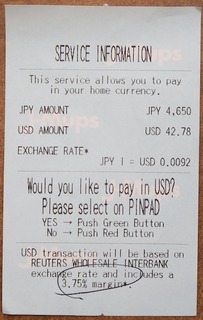 SERVICE INFORMATION
This service allows you to pay
in your home currency.
JPY AMOUNT JPY 4,650
USD AMOUNT USD 42.78
EXCHANGE RATE*
JPY 1 = USD 0.0092
Would you like to pay in USD?
Please select on PINPAD
YES → Push Green Button
No → Push Red Button
USD transaction will be based on
REUTERS WHOLESALE INTERBANK
exchange rate and includes a
3.75% margin*